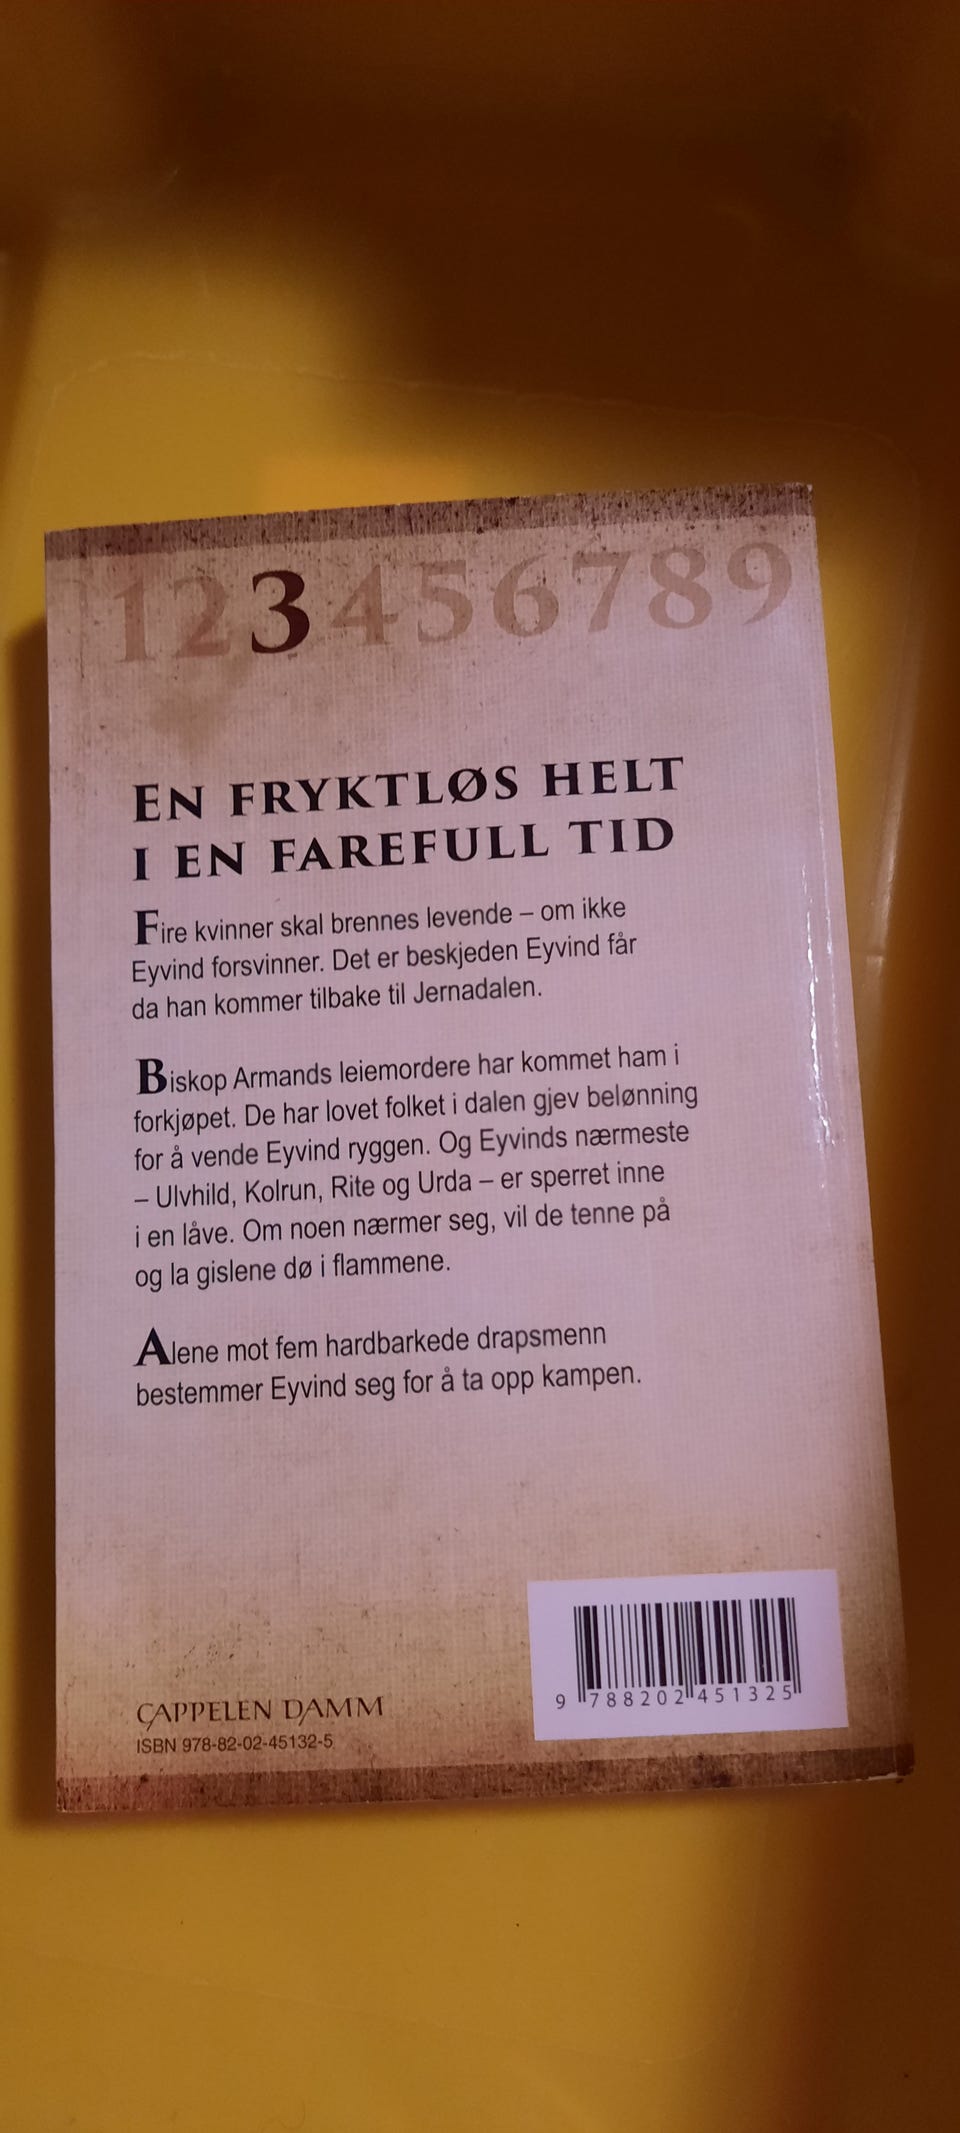 123456789
EN FRYKTLØS HELT
I EN FAREFULL TID
Fire kvinner skal brennes levende – om ikke
Eyvind forsvinner. Det er beskjeden Eyvind får
da han kommer tilbake til Jernadalen.
Biskop Armands leiemordere har kommet ham i
forkjøpet. De har lovet folket i dalen gjev belønning
for å vende Eyvind ryggen. Og Eyvinds nærmeste
– Ulvhild, Kolrun, Rite og Urda – er sperret inne
i en låve. Om noen nærmer seg, vil de tenne på
og la gislene dø i flammene.
Alene mot fem hardbarkede drapsmenn
bestemmer Eyvind seg for å ta opp kampen.
CAPPELEN DAMM
ISBN 978-82-02-45132-5
9 788202 451325